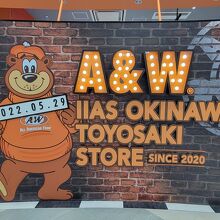 A&W®
IIAS OKINAWA
TOYOSAKI
STORE SINCE 2020
2022.05.29
A&W